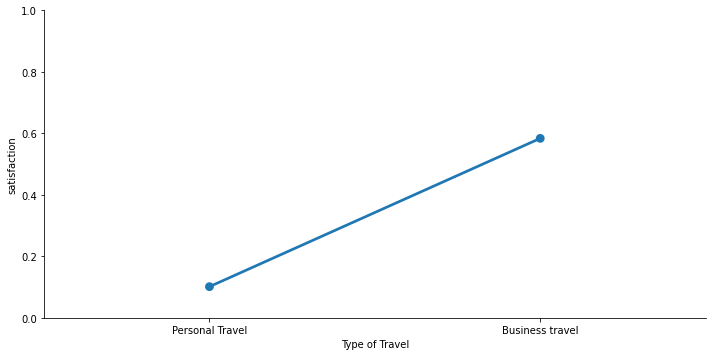 1.0
0.8
0.6
0.4
0.2
0.0
satisfaction
Personal Travel
Business travel
Type of Travel